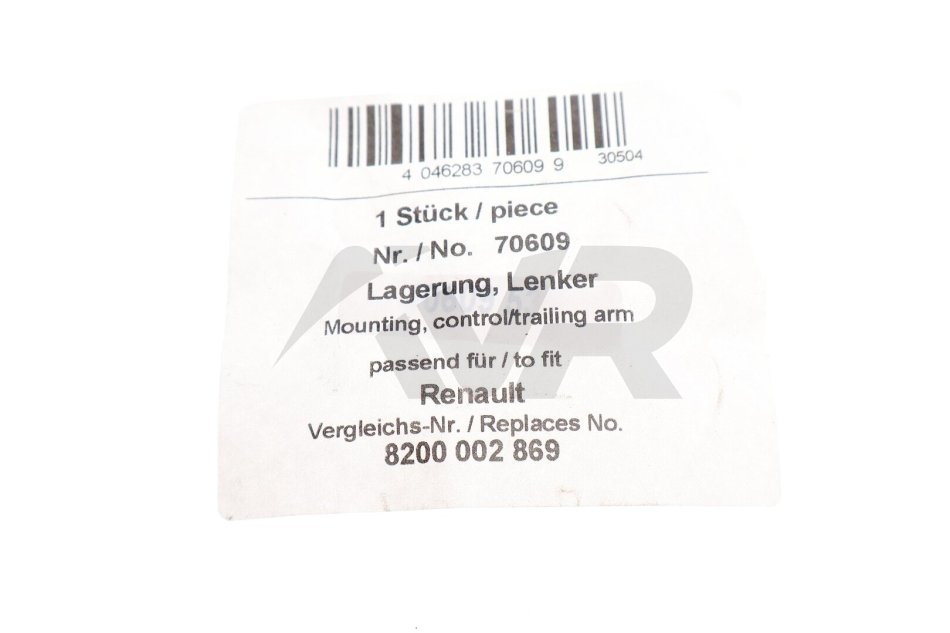 4 046283 70609 9 30504
1 Stück / piece
Nr. / No. 70609
Lagerung, Lenker
Mounting, control/trailing arm
passend für / to fit
Renault
Vergleichs-Nr. / Replaces No.
8200 002 869